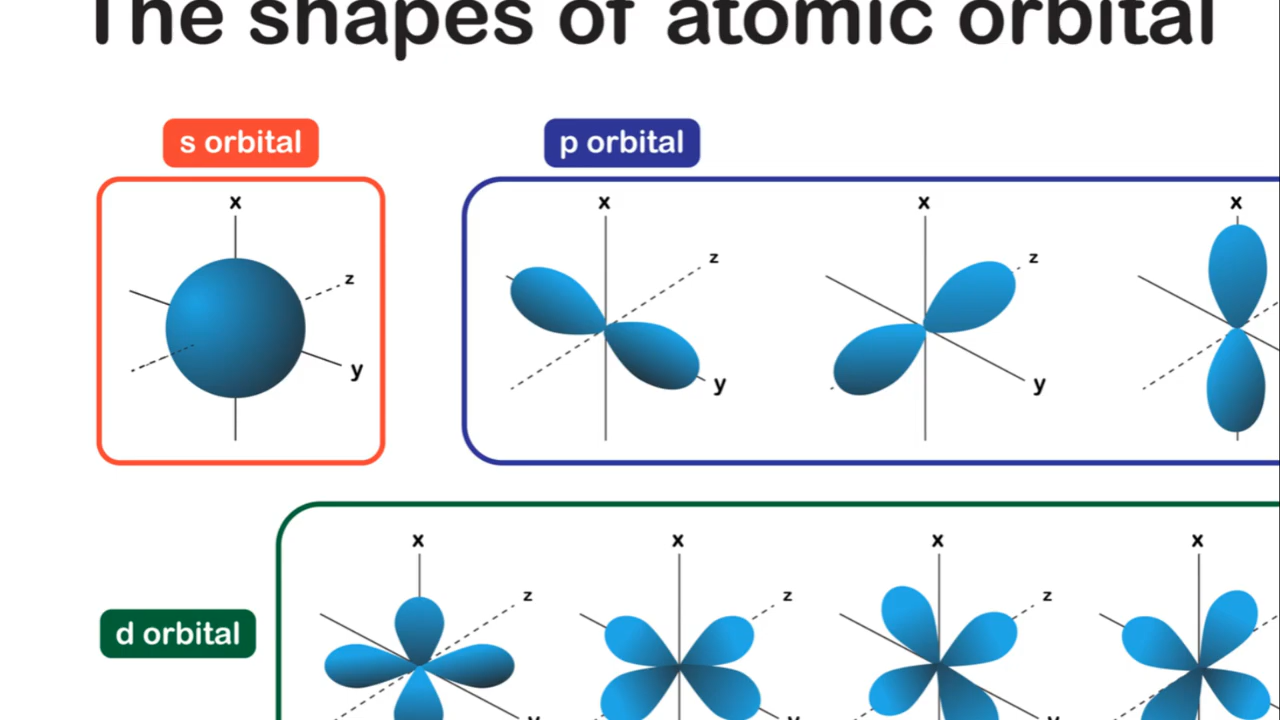 The shapes of atomic orbital
s orbital
p orbital
x
z
y
x
z
y
x
z
y
x
d orbital
x
z
x
z
x
z
x